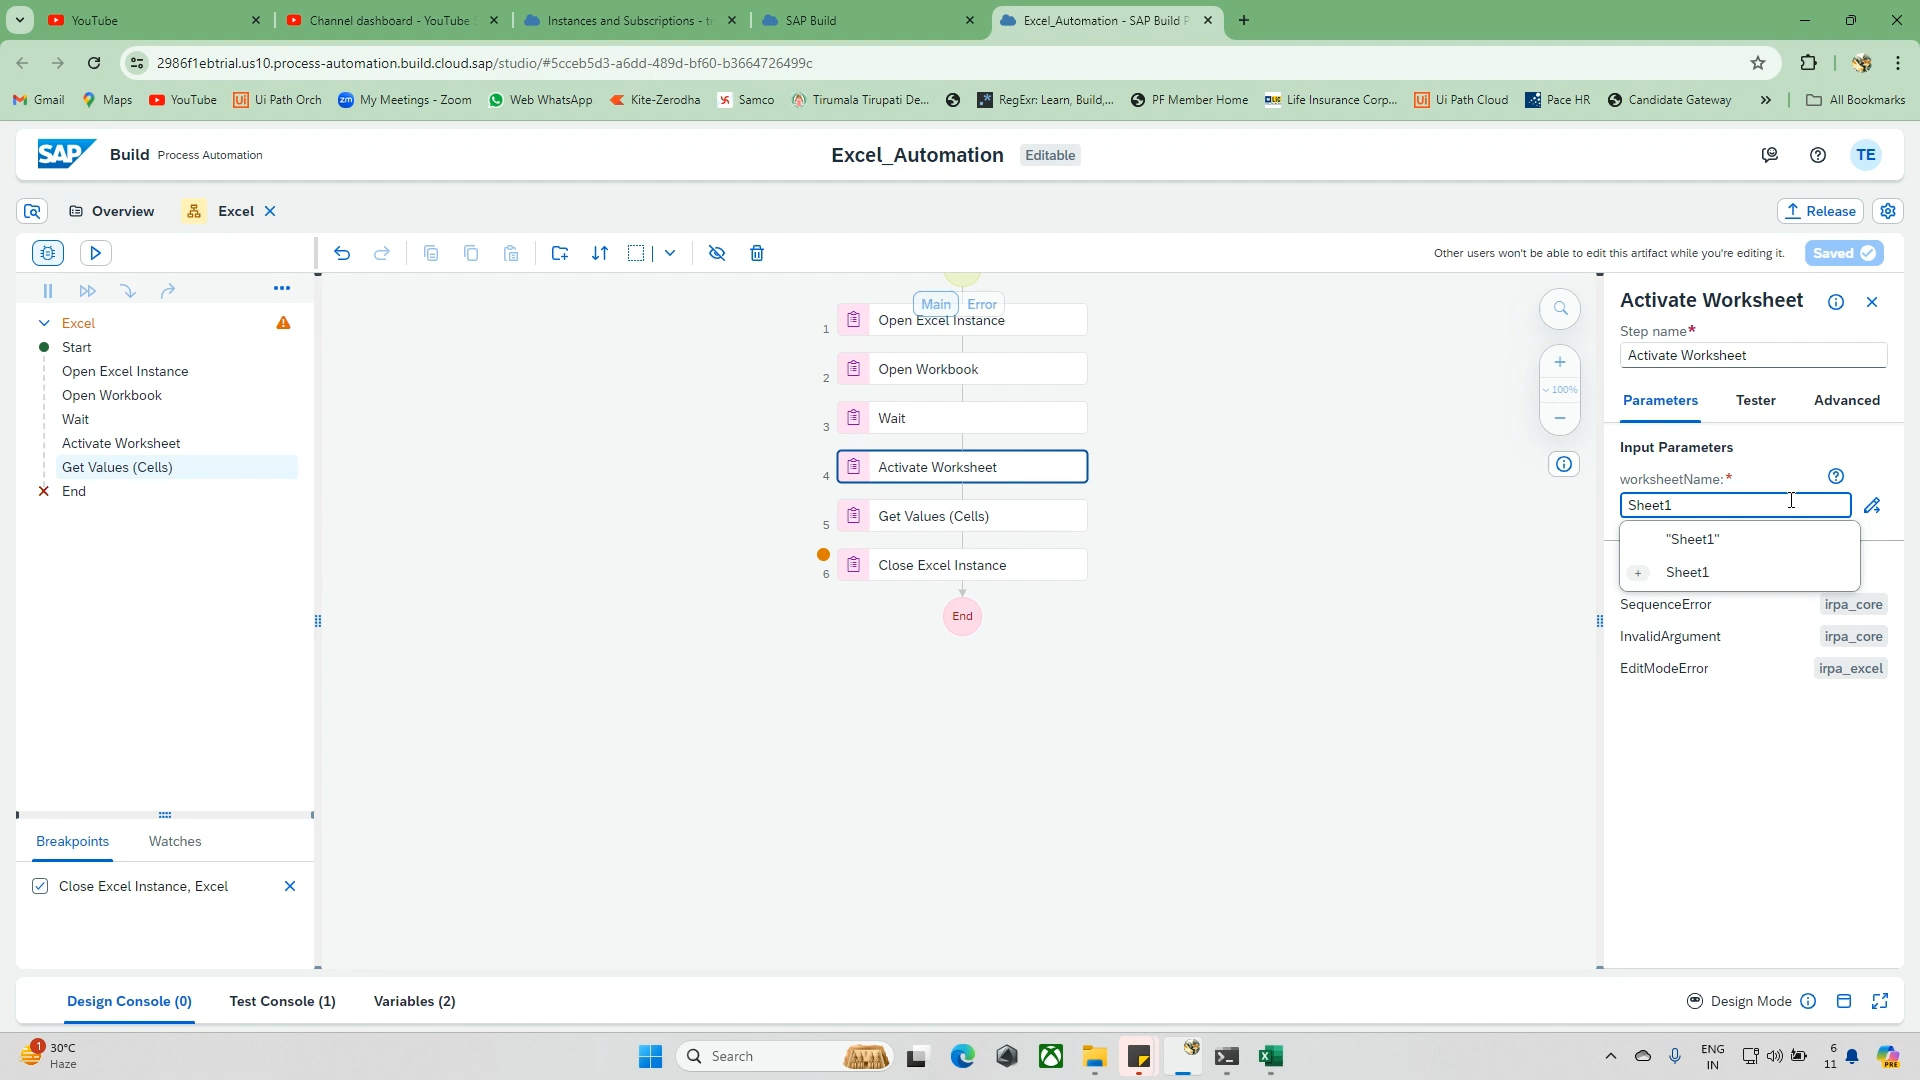 YouTube
Channel dashboard - YouTube S
Instances and Subscriptions - tr
SAP Build
Excel_Automation - SAP Build P
2986f1ebtrial.us10.process-automation.build.cloud.sap/studio/#5cceb5d3-a6dd-489d-bf60-b3664726499c
Gmail Maps YouTube Ui Path Orch My Meetings - Zoom Web WhatsApp Kite-Zerodha Samco Tirumala Tirupati De... RegExr: Learn, Build,... PF Member Home Life Insurance Corp... Ui Path Cloud Pace HR Candidate Gateway » All Bookmarks
SAP Build Process Automation
Excel_Automation Editable
TE
Overview
Excel
Release
Other users won't be able to edit this artifact while you're editing it.
Saved
Excel
Start
Open Excel Instance
Open Workbook
Wait
Activate Worksheet
Get Values (Cells)
End
Breakpoints Watches
Close Excel Instance, Excel
Main Error
1 Open Excel Instance
2 Open Workbook
3 Wait
4 Activate Worksheet
5 Get Values (Cells)
6 Close Excel Instance
End
100%
Activate Worksheet
Step name*
Activate Worksheet
Parameters Tester Advanced
Input Parameters
worksheetName:*
Sheet1
"Sheet1"
+ Sheet1
SequenceError irpa_core
InvalidArgument irpa_core
EditModeError irpa_excel
Design Console (0) Test Console (1) Variables (2)
Design Mode
1
30°C
Haze
Search
ENG
IN
6
11
PRE